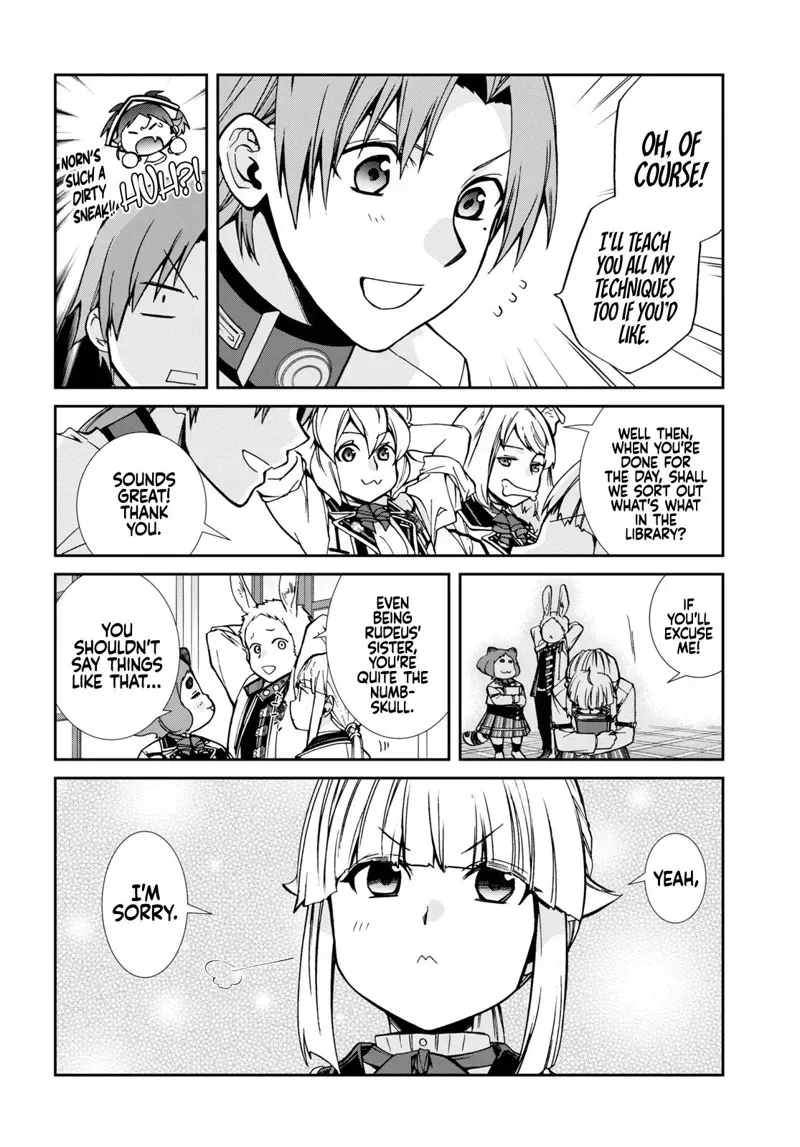 OH, OF
COURSE!
I'LL TEACH
YOU ALL MY
TECHNIQUES
TOO IF YOU'D
LIKE.
NORN'S
SUCH A
DIRTY
SNEAK!!
HUH?!
WELL THEN,
WHEN YOU'RE
DONE FOR
THE DAY, SHALL
WE SORT OUT
WHAT'S WHAT
IN THE
LIBRARY?
SOUNDS
GREAT!
THANK
YOU.
IF
YOU'LL
EXCUSE
ME!
EVEN
BEING
RUDEUS'
SISTER,
YOU'RE
QUITE THE
NUMB-
SKULL.
YOU
SHOULDN'T
SAY THINGS
LIKE THAT...
YEAH,
I'M
SORRY.